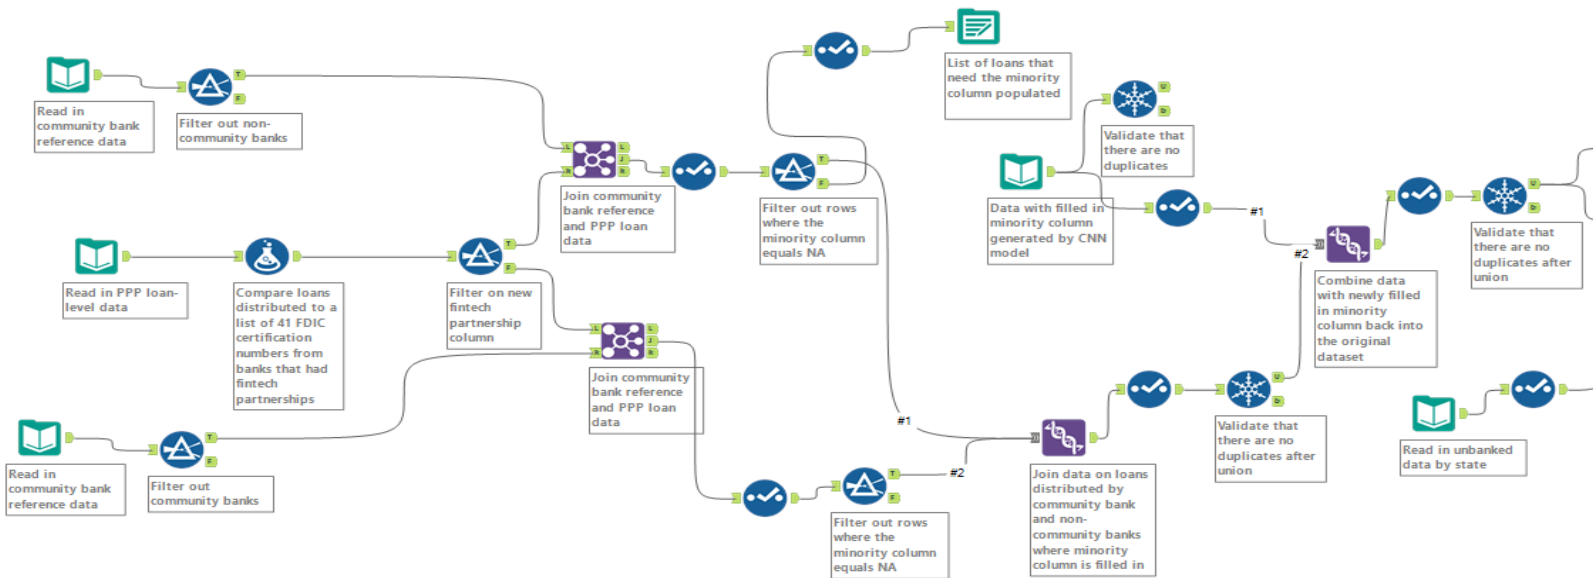 List of loans that
need the minority
column populated
T
F
Read in
community bank
reference data
Filter out non-
community banks
U
D
Validate that
there are no
duplicates
L
R
L
J
R
Join community
bank reference
and PPP loan
data
T
F
Filter out rows
where the
minority column
equals NA
Data with filled in
minority column
generated by CNN
model
#1
#2
U
D
Validate that
there are no
duplicates after
union
Combine data
with newly filled
in minority
column back into
the original
dataset
Read in PPP loan-
level data
Compare loans
distributed to a
list of 41 FDIC
certification
numbers from
banks that had
fintech
partnerships
T
F
Filter on new
fintech
partnership
column
L
R
L
J
R
Join community
bank reference
and PPP loan
data
#1
#2
U
D
Validate that
there are no
duplicates after
union
Read in unbanked
data by state
Read in
community bank
reference data
T
F
Filter out
community banks
T
F
Filter out rows
where the
minority column
equals NA
Join data on loans
distributed by
community bank
and non-
community banks
where minority
column is filled in